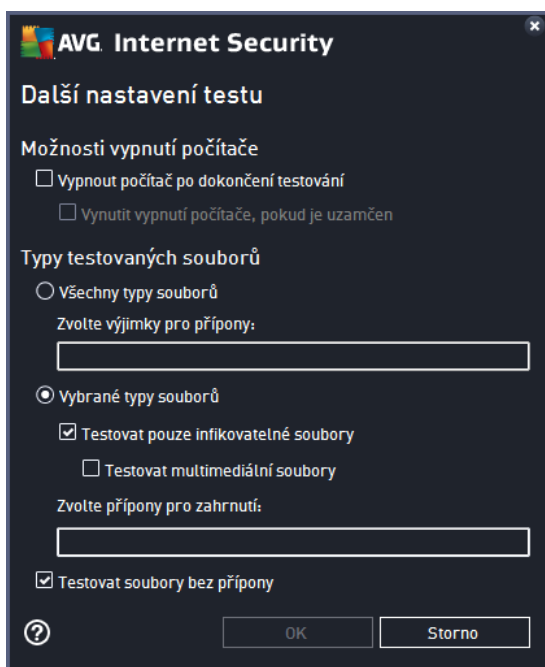 AVG. Internet Security
Další nastavení testu
Možnosti vypnutí počítače
Vypnout počítač po dokončení testování
Vynutit vypnutí počítače, pokud je uzamčen
Typy testovaných souborů
Všechny typy souborů
Zvolte výjimky pro přípony:
Vybrané typy souborů
Testovat pouze infikovatelné soubory
Testovat multimediální soubory
Zvolte přípony pro zahrnutí:
Testovat soubory bez přípony
?
OK
Storno